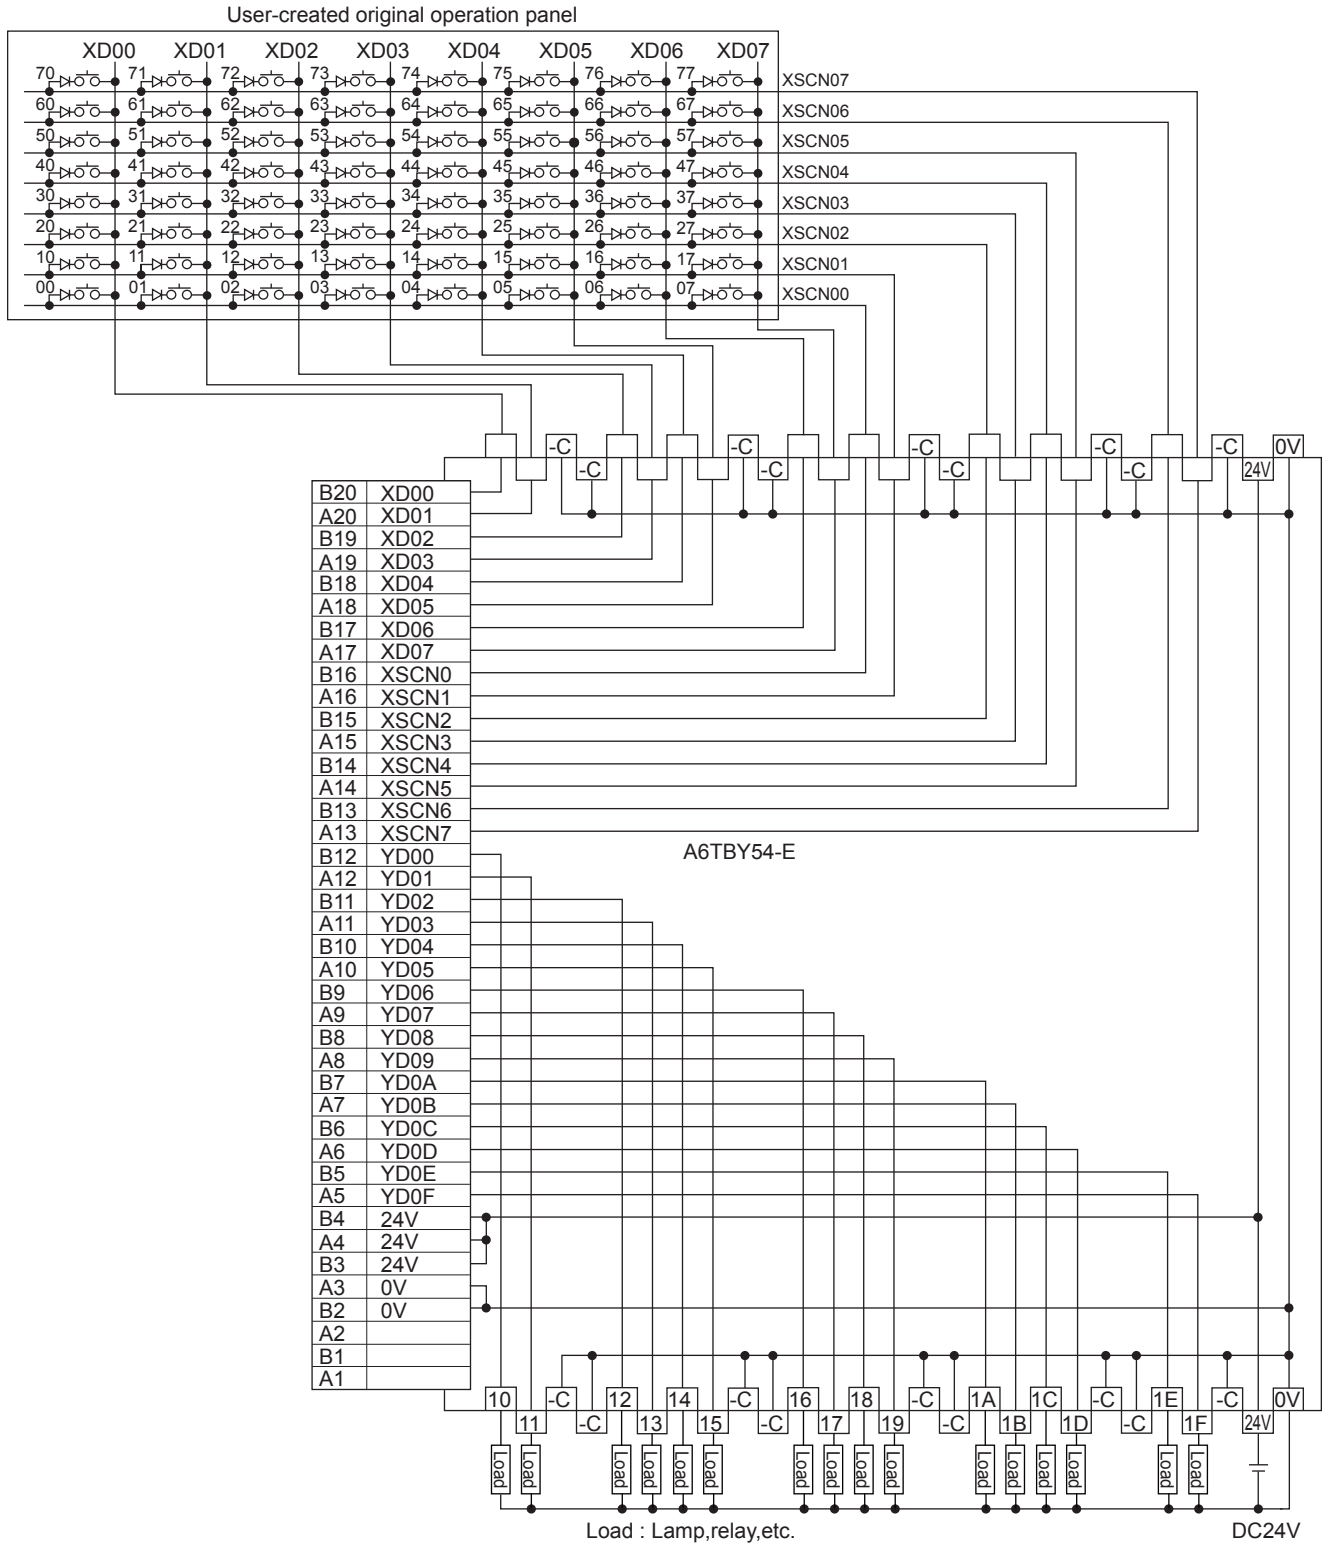 User-created original operation panel
XD00 XD01 XD02 XD03 XD04 XD05 XD06 XD07
70 71 72 73 74 75 76 77 XSCN07
60 61 62 63 64 65 66 67 XSCN06
50 51 52 53 54 55 56 57 XSCN05
40 41 42 43 44 45 46 47 XSCN04
30 31 32 33 34 35 36 37 XSCN03
20 21 22 23 24 25 26 27 XSCN02
10 11 12 13 14 15 16 17 XSCN01
00 01 02 03 04 05 06 07 XSCN00
-C -C -C -C -C 0V
-C -C -C -C 24V
B20 XD00
A20 XD01
B19 XD02
A19 XD03
B18 XD04
A18 XD05
B17 XD06
A17 XD07
B16 XSCN0
A16 XSCN1
B15 XSCN2
A15 XSCN3
B14 XSCN4
A14 XSCN5
B13 XSCN6
A13 XSCN7
A6TBY54-E
B12 YD00
A12 YD01
B11 YD02
A11 YD03
B10 YD04
A10 YD05
B9 YD06
A9 YD07
B8 YD08
A8 YD09
B7 YD0A
A7 YD0B
B6 YD0C
A6 YD0D
B5 YD0E
A5 YD0F
B4 24V
A4 24V
B3 24V
A3 0V
B2 0V
A2
B1
A1
10 -C 12 14 -C 16 18 -C 1A 1C -C 1E -C 0V
11 -C 13 15 -C 17 19 -C 1B 1D -C 1F 24V
Load Load Load Load Load Load Load Load Load Load Load Load Load Load Load Load
Load : Lamp,relay,etc. DC24V